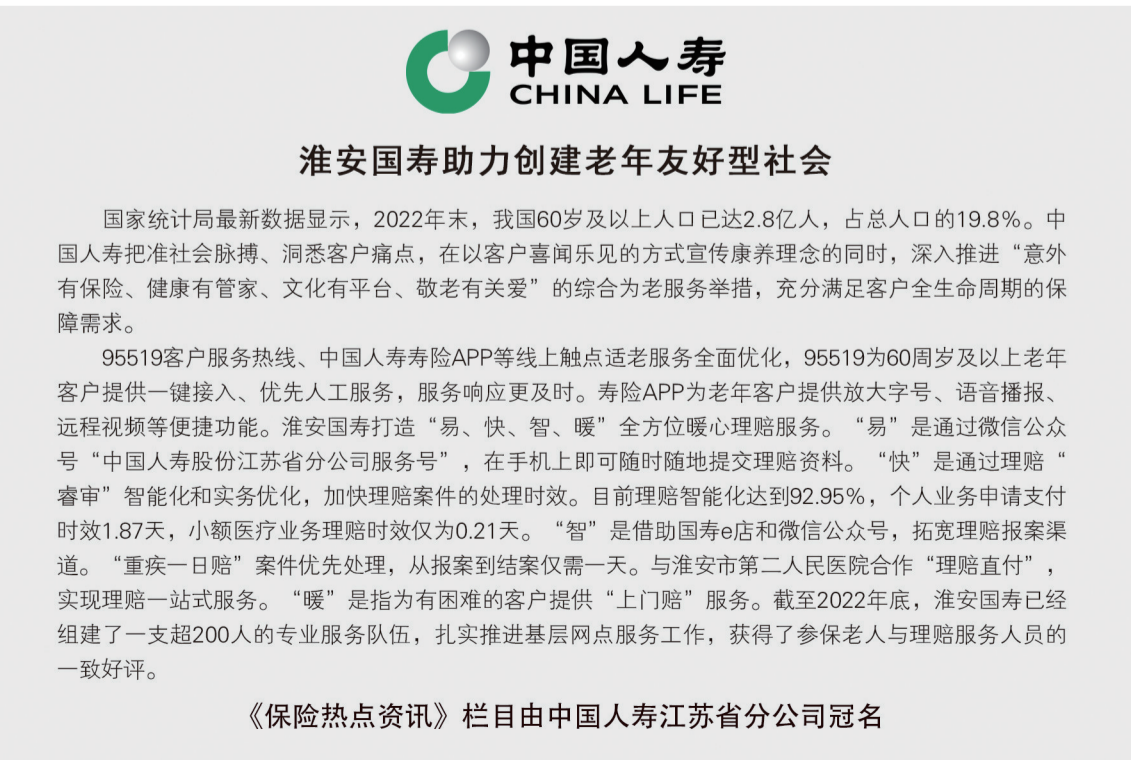 中国人寿
CHINA LIFE
淮安国寿助力创建老年友好型社会
国家统计局最新数据显示，2022年末，我国60岁及以上人口已达2.8亿人，占总人口的19.8%。中
国人寿把准社会脉搏、洞悉客户痛点，在以客户喜闻乐见的方式宣传康养理念的同时，深入推进“意外
有保险、健康有管家、文化有平台、敬老有关爱”的综合为老服务举措，充分满足客户全生命周期的保
障需求。
95519客户服务热线、中国人寿寿险APP等线上触点适老服务全面优化，95519为60周岁及以上老年
客户提供一键接入、优先人工服务，服务响应更及时。寿险APP为老年客户提供放大字号、语音播报、
远程视频等便捷功能。淮安国寿打造“易、快、智、暖”全方位暖心理赔服务。“易”是通过微信公众
号“中国人寿股份江苏省分公司服务号”，在手机上即可随时随地提交理赔资料。“快”是通过理赔“
睿审”智能化和实务优化，加快理赔案件的处理时效。目前理赔智能化达到92.95%，个人业务申请支付
时效1.87天，小额医疗业务理赔时效仅为0.21天。“智”是借助国寿e店和微信公众号，拓宽理赔报案渠
道。“重疾一日赔”案件优先处理，从报案到结案仅需一天。与淮安市第二人民医院合作“理赔直付”，
实现理赔一站式服务。“暖”是指为有困难的客户提供“上门赔”服务。截至2022年底，淮安国寿已经
组建了一支超200人的专业服务队伍，扎实推进基层网点服务工作，获得了参保老人与理赔服务人员的
一致好评。
《保险热点资讯》栏目由中国人寿江苏省分公司冠名